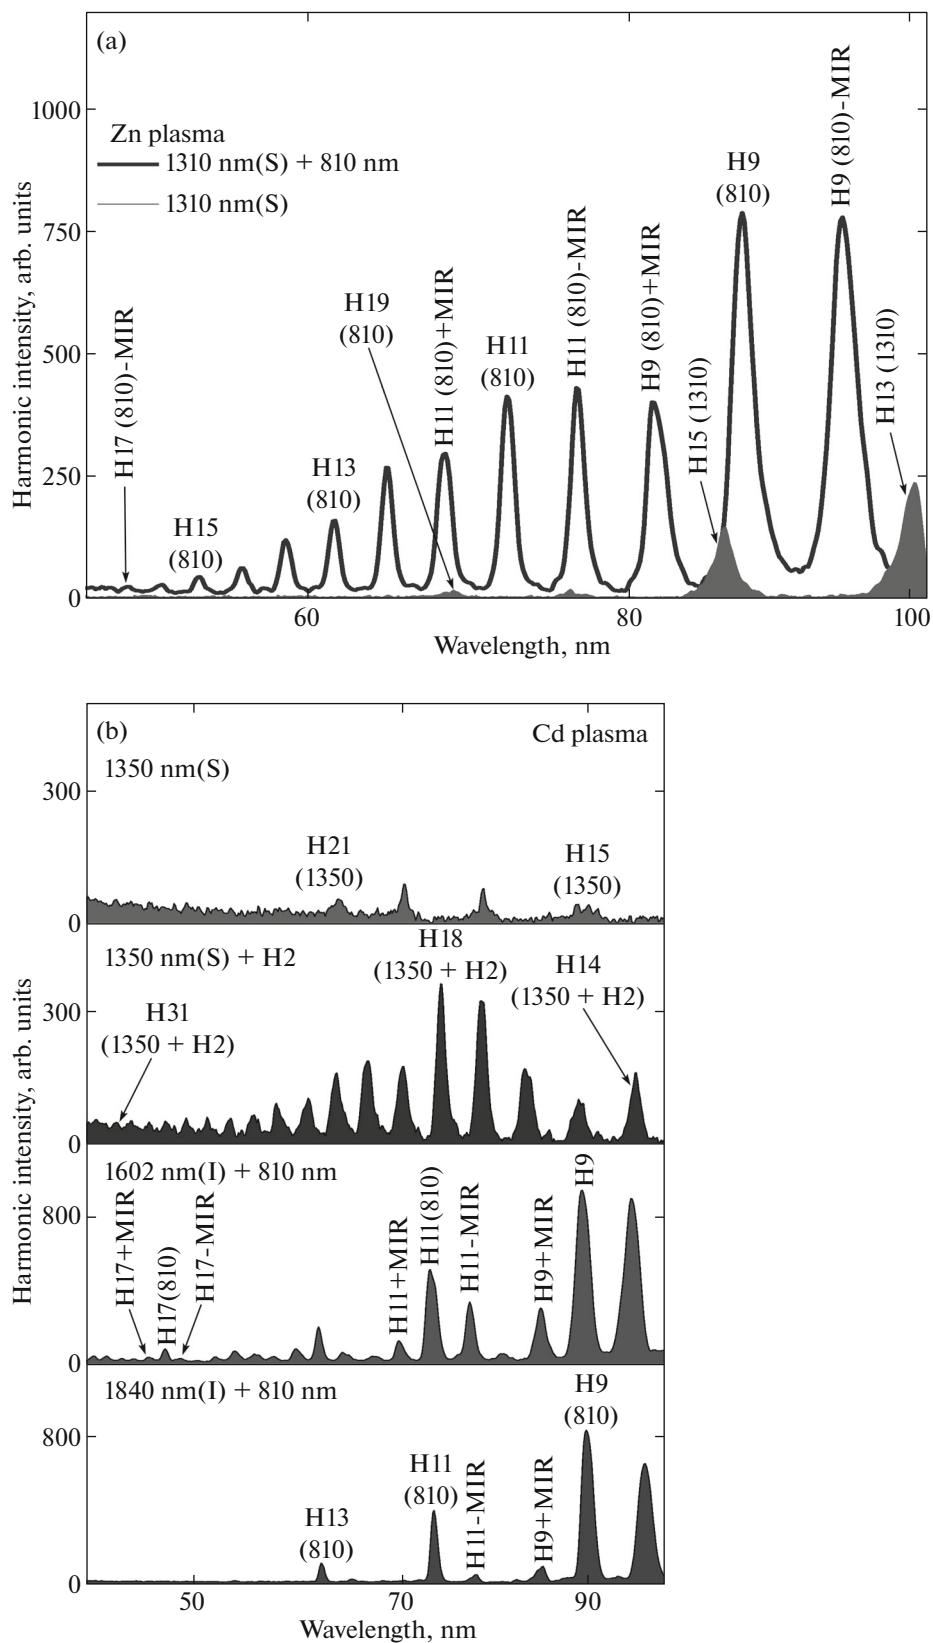 (a)
1000
750
500
250
0
Harmonic intensity, arb. units
Zn plasma
1310 nm(S) + 810 nm
1310 nm(S)
H17 (810)-MIR
H15
(810)
H13
(810)
H19
(810)
H11 (810)+MIR
H11
(810)
H11 (810)-MIR
H9 (810)+MIR
H15 (1310)
H9
(810)
H9 (810)-MIR
H13 (1310)
60
80
100
Wavelength, nm
(b)
Cd plasma
1350 nm(S)
300
0
H21
(1350)
H15
(1350)
1350 nm(S) + H2
300
0
H31
(1350 + H2)
H18
(1350 + H2)
H14
(1350 + H2)
Harmonic intensity, arb. units
1602 nm(I) + 810 nm
800
0
H17+MIR
H17(810)
H17-MIR
H11+MIR
H11(810)
H11-MIR
H9+MIR
H9
1840 nm(I) + 810 nm
800
0
H13
(810)
H11
(810)
H11-MIR
H9+MIR
H9
(810)
50
70
90
Wavelength, nm